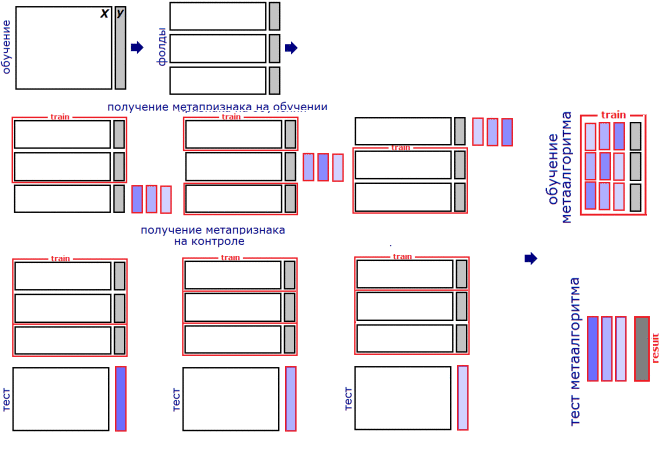 обучение
X y
фолды
получение метапризнака на обучении
train
train
train
обучение
метаалгоритма
train
получение метапризнака
на контроле
train
train
train
тест
тест
тест
тест метаалгоритма
result